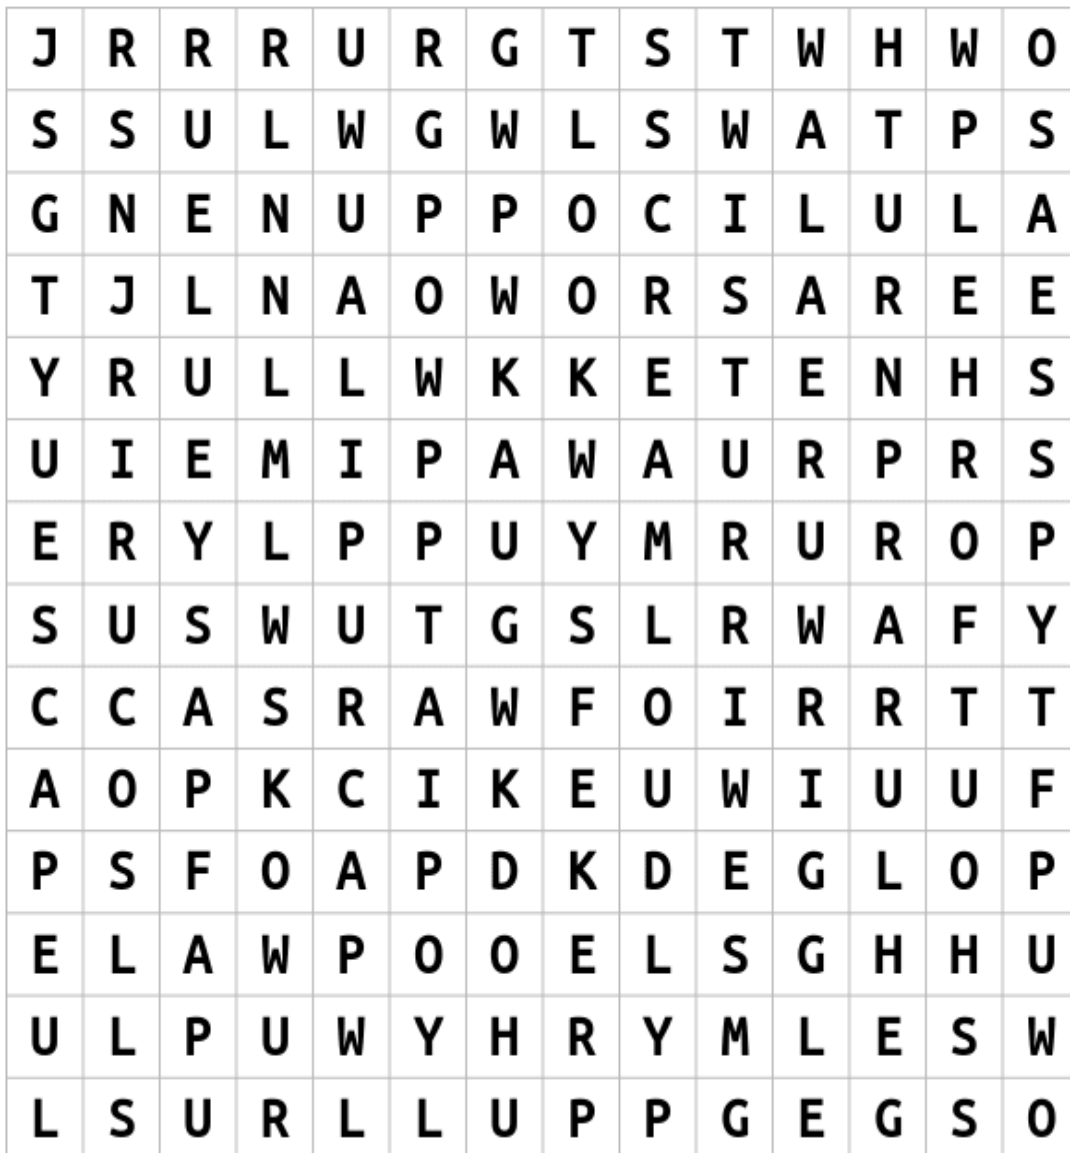 J R R R U R G T S T W H W O
S S U L W G W L S W A T P S
G N E N U P P O C I L U L A
T J L N A O W O R S A R E E
Y R U L L W K K E T E N H S
U I E M I P A W A U R P R S
E R Y L P P U Y M R U R O P
S U S W U T G S L R W A F Y
C C A S R A W F O I R R T T
A O P K C I K E U W I U U F
P S F O A P D K D E G L O P
E L A W P O O E L S G H H U
U L P U W Y H R Y M L E S W
L S U R L L U P P G E G S O